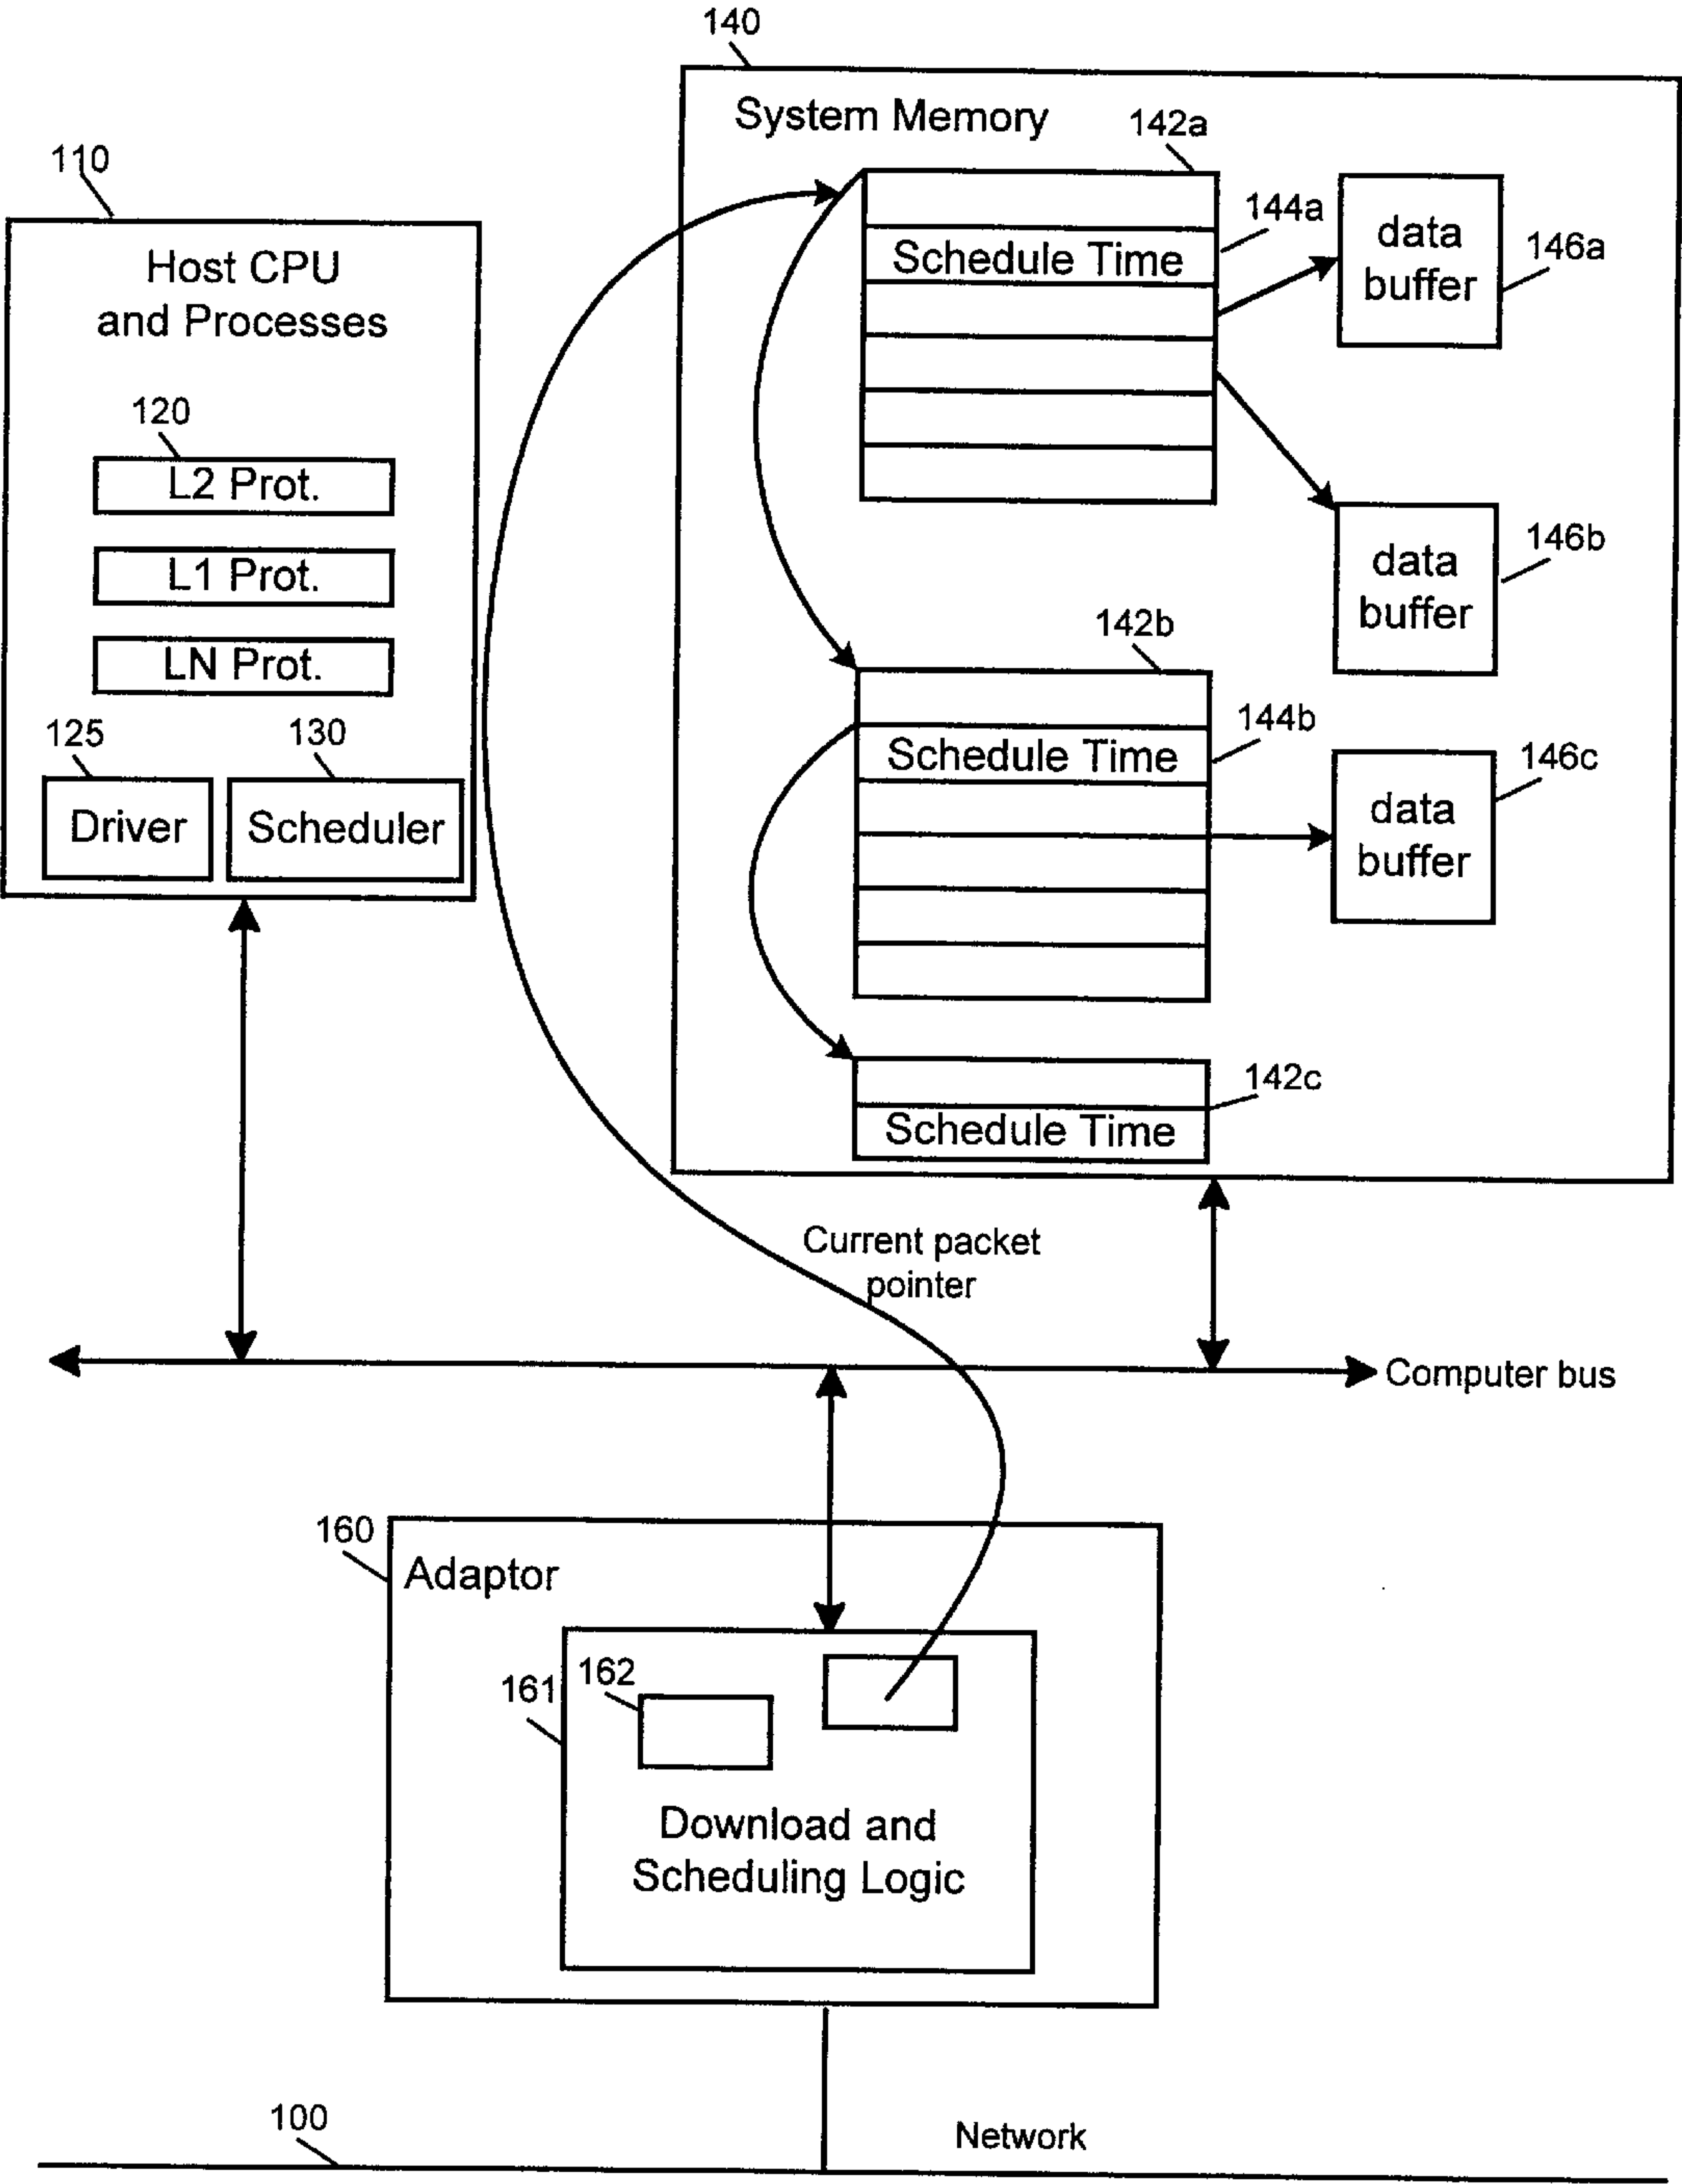 140
System Memory
142a
110
144a
Schedule Time
data
buffer
146a
Host CPU
and Processes
120
L2 Prot.
L1 Prot.
LN Prot.
data
buffer
146b
142b
125
130
144b
Schedule Time
146c
Driver
Scheduler
data
buffer
142c
Schedule Time
Current packet
pointer
Computer bus
160
Adaptor
161
162
Download and
Scheduling Logic
100
Network